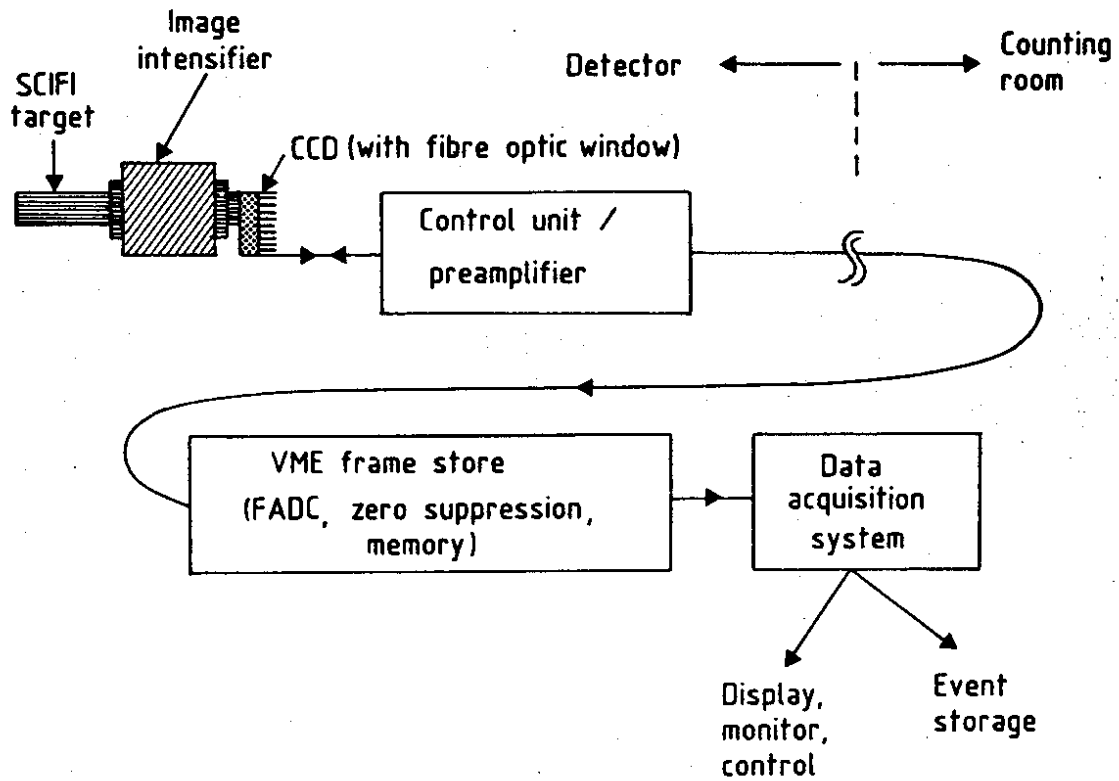 Image
intensifier
SCIFI
target
CCD (with fibre optic window)
Detector
Counting
room
Control unit /
preamplifier
VME frame store
(FADC, zero suppression,
memory)
Data
acquisition
system
Display,
monitor,
control
Event
storage